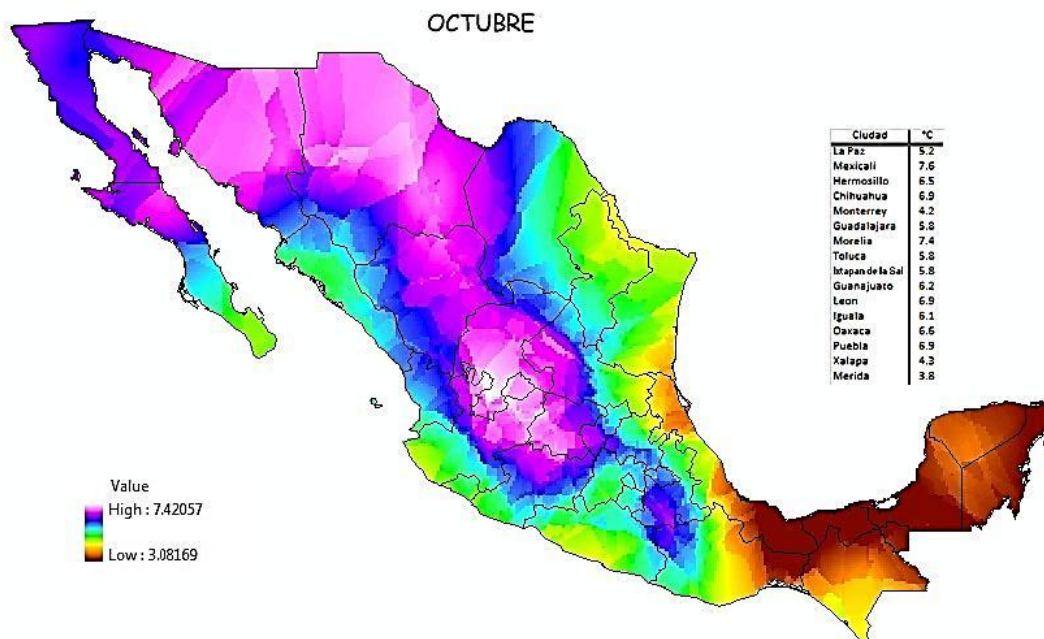 OCTUBRE
Ciudad °C
La Paz 5.2
Mexicali 7.6
Hermosillo 6.5
Chihuahua 6.9
Monterrey 4.2
Guadalajara 5.8
Morelia 7.4
Toluca 5.8
Ixtapan de la Sal 5.8
Guanajuato 6.2
Leon 6.9
Iguala 6.1
Oaxaca 6.6
Puebla 6.9
Xalapa 4.3
Merida 3.8
Value
High : 7.42057
Low : 3.08169